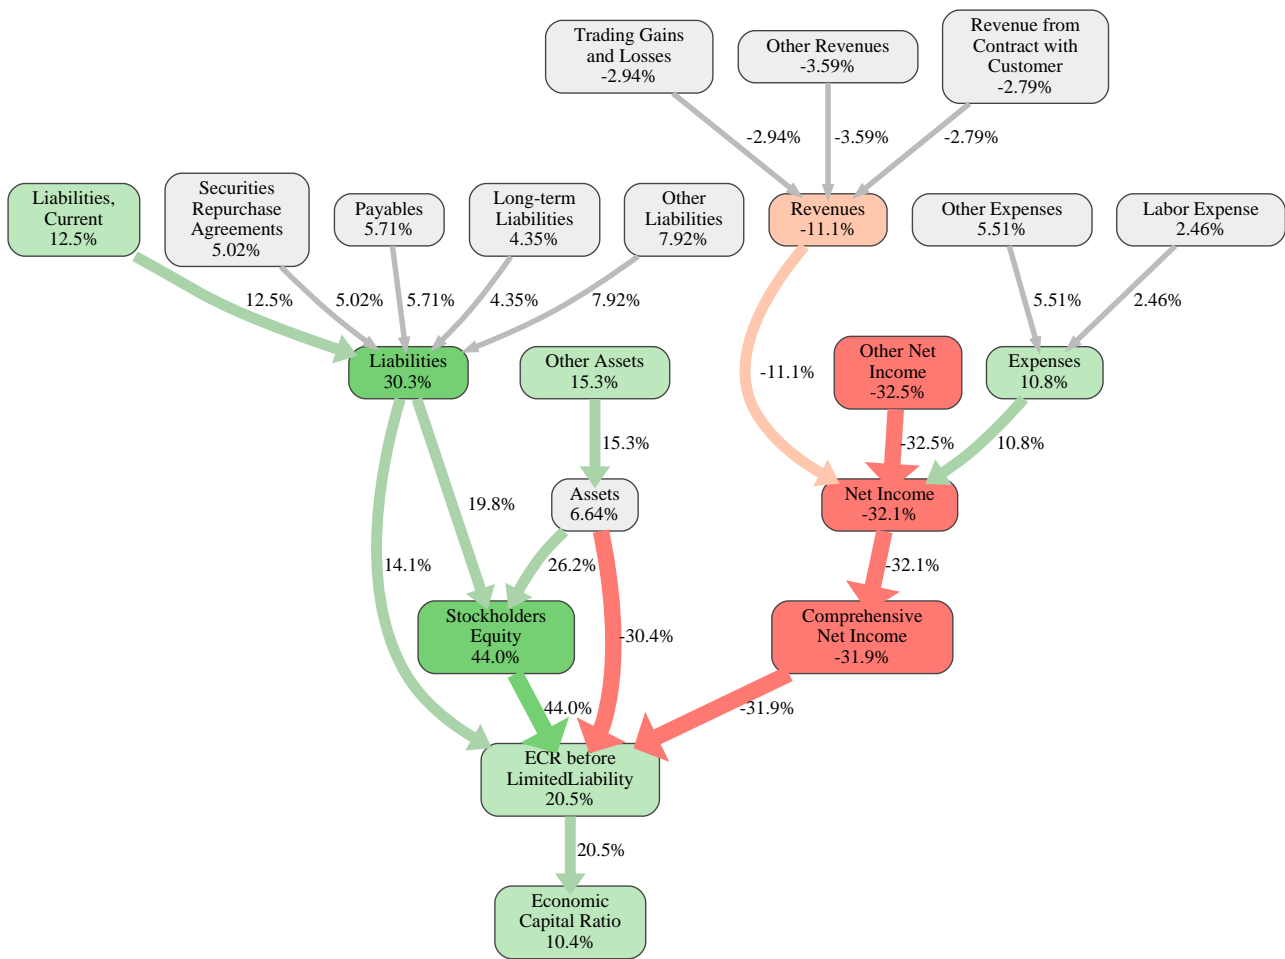 Trading Gains
and Losses
-2.94%
Other Revenues
-3.59%
Revenue from
Contract with
Customer
-2.79%
-2.94%
-3.59%
-2.79%
Liabilities,
Current
12.5%
Securities
Repurchase
Agreements
5.02%
Payables
5.71%
Long-term
Liabilities
4.35%
Other
Liabilities
7.92%
Revenues
-11.1%
Other Expenses
5.51%
Labor Expense
2.46%
12.5%
5.02%
5.71%
4.35%
7.92%
5.51%
2.46%
Liabilities
30.3%
Other Assets
15.3%
-11.1%
Other Net
Income
-32.5%
Expenses
10.8%
15.3%
-32.5%
10.8%
Assets
6.64%
Net Income
-32.1%
19.8%
14.1%
26.2%
-32.1%
Stockholders
Equity
44.0%
-30.4%
Comprehensive
Net Income
-31.9%
44.0%
-31.9%
ECR before
LimitedLiability
20.5%
20.5%
Economic
Capital Ratio
10.4%